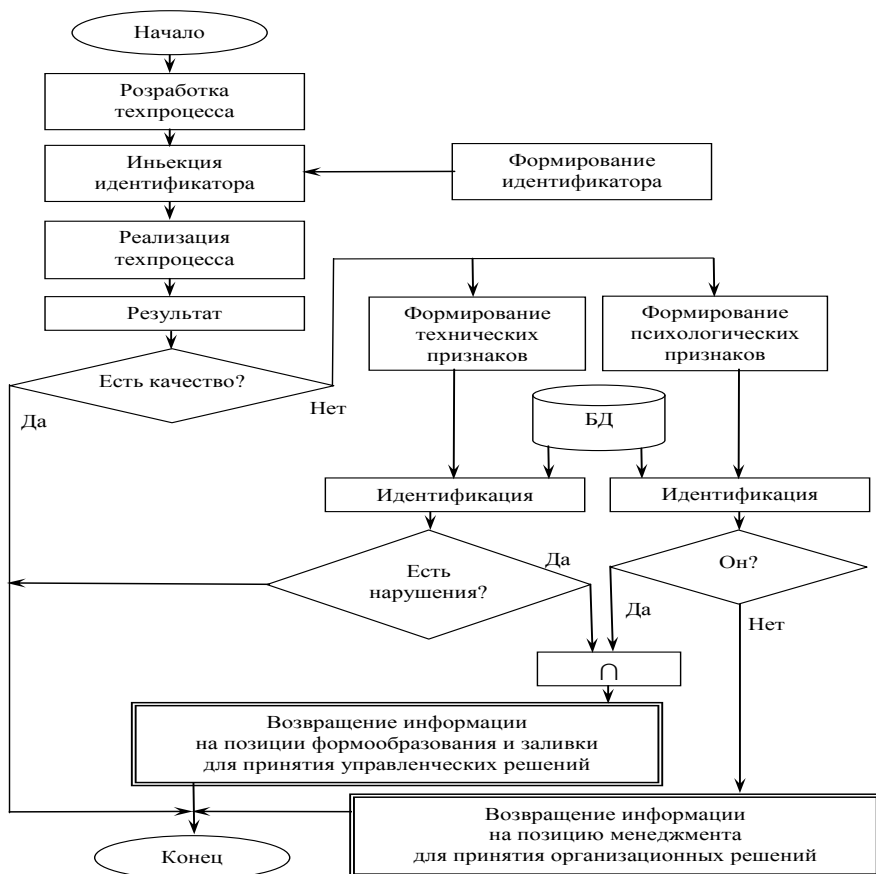 Начало
Розработка
техпроцесса
Иньекция
идентификатора
Формирование
идентификатора
Реализация
техпроцесса
Результат
Формирование
технических
признаков
Формирование
психологических
признаков
Есть качество?
Да
Нет
БД
Идентификация
Идентификация
Есть
нарушения?
Да
Он?
Да
Нет
∩
Возвращение информации
на позиции формообразования и заливки
для принятия управленческих решений
Возвращение информации
на позицию менеджмента
для принятия организационных решений
Конец